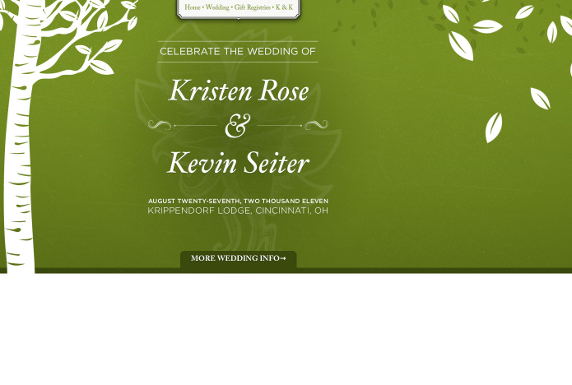 Home • Wedding • Gift Registries • K & K
CELEBRATE THE WEDDING OF
Kristen Rose
&
Kevin Seiter
AUGUST TWENTY-SEVENTH, TWO THOUSAND ELEVEN
KRIPPENDORF LODGE, CINCINNATI, OH
MORE WEDDING INFO→